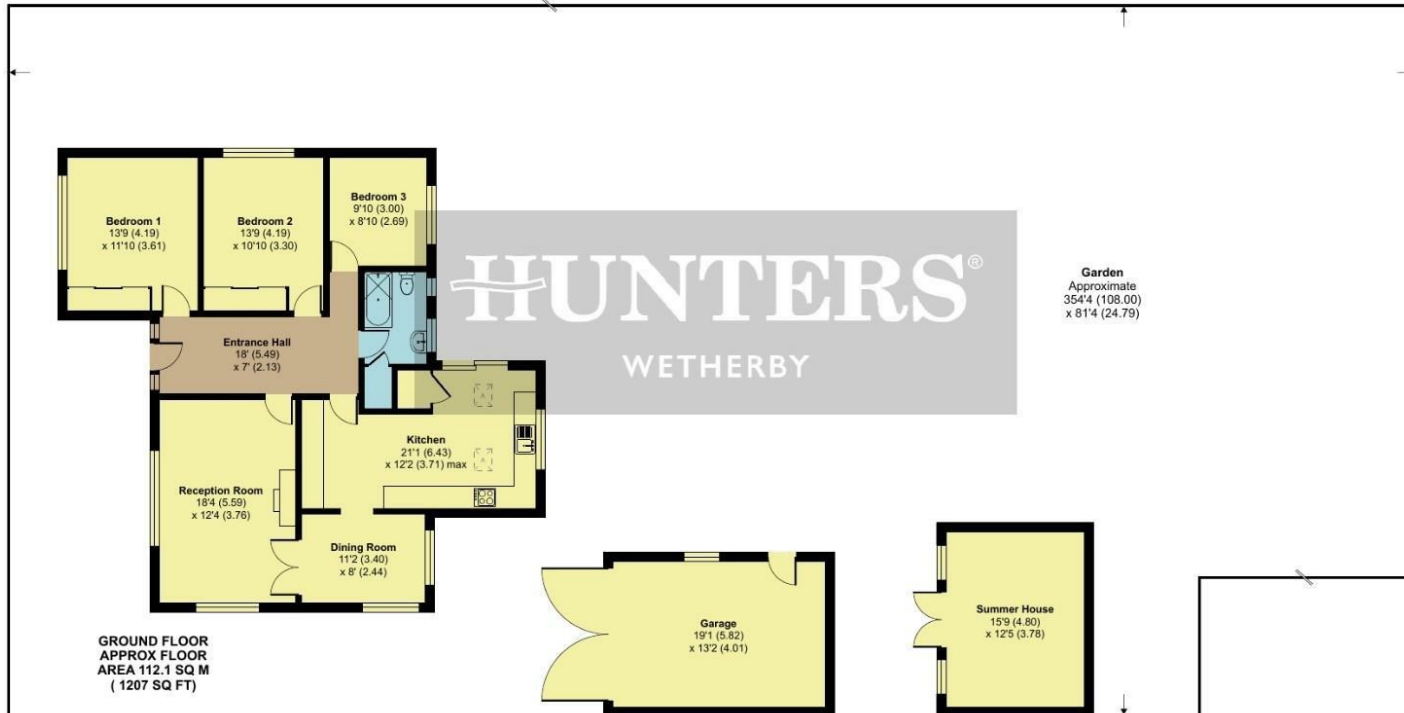 Bedroom 1
13'9 (4.19)
x 11'10 (3.61)
Bedroom 2
13'9 (4.19)
x 10'10 (3.30)
Bedroom 3
9'10 (3.00)
x 8'10 (2.69)
HUNTERS®
WETHERBY
Garden
Approximate
354'4 (108.00)
x 81'4 (24.79)
Entrance Hall
18' (5.49)
x 7' (2.13)
Kitchen
21'1 (6.43)
x 12'2 (3.71) max
Reception Room
18'4 (5.59)
x 12'4 (3.76)
Dining Room
11'2 (3.40)
x 8' (2.44)
Garage
19'1 (5.82)
x 13'2 (4.01)
Summer House
15'9 (4.80)
x 12'5 (3.78)
GROUND FLOOR
APPROX FLOOR
AREA 112.1 SQ M
( 1207 SQ FT)